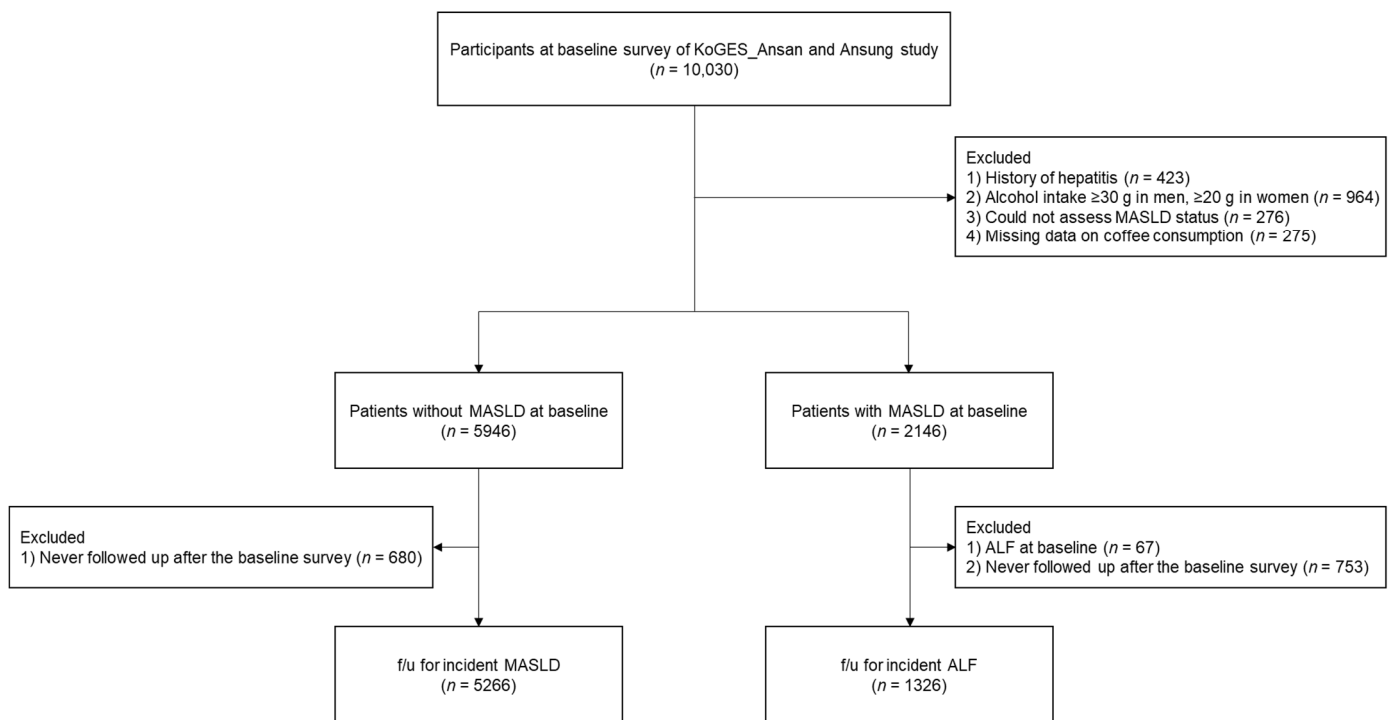 Participants at baseline survey of KoGES_Ansan and Ansung study
(n = 10,030)
Excluded
1) History of hepatitis (n = 423)
2) Alcohol intake ≥30 g in men, ≥20 g in women (n = 964)
3) Could not assess MASLD status (n = 276)
4) Missing data on coffee consumption (n = 275)
Patients without MASLD at baseline
(n = 5946)
Patients with MASLD at baseline
(n = 2146)
Excluded
1) Never followed up after the baseline survey (n = 680)
Excluded
1) ALF at baseline (n = 67)
2) Never followed up after the baseline survey (n = 753)
f/u for incident MASLD
(n = 5266)
f/u for incident ALF
(n = 1326)